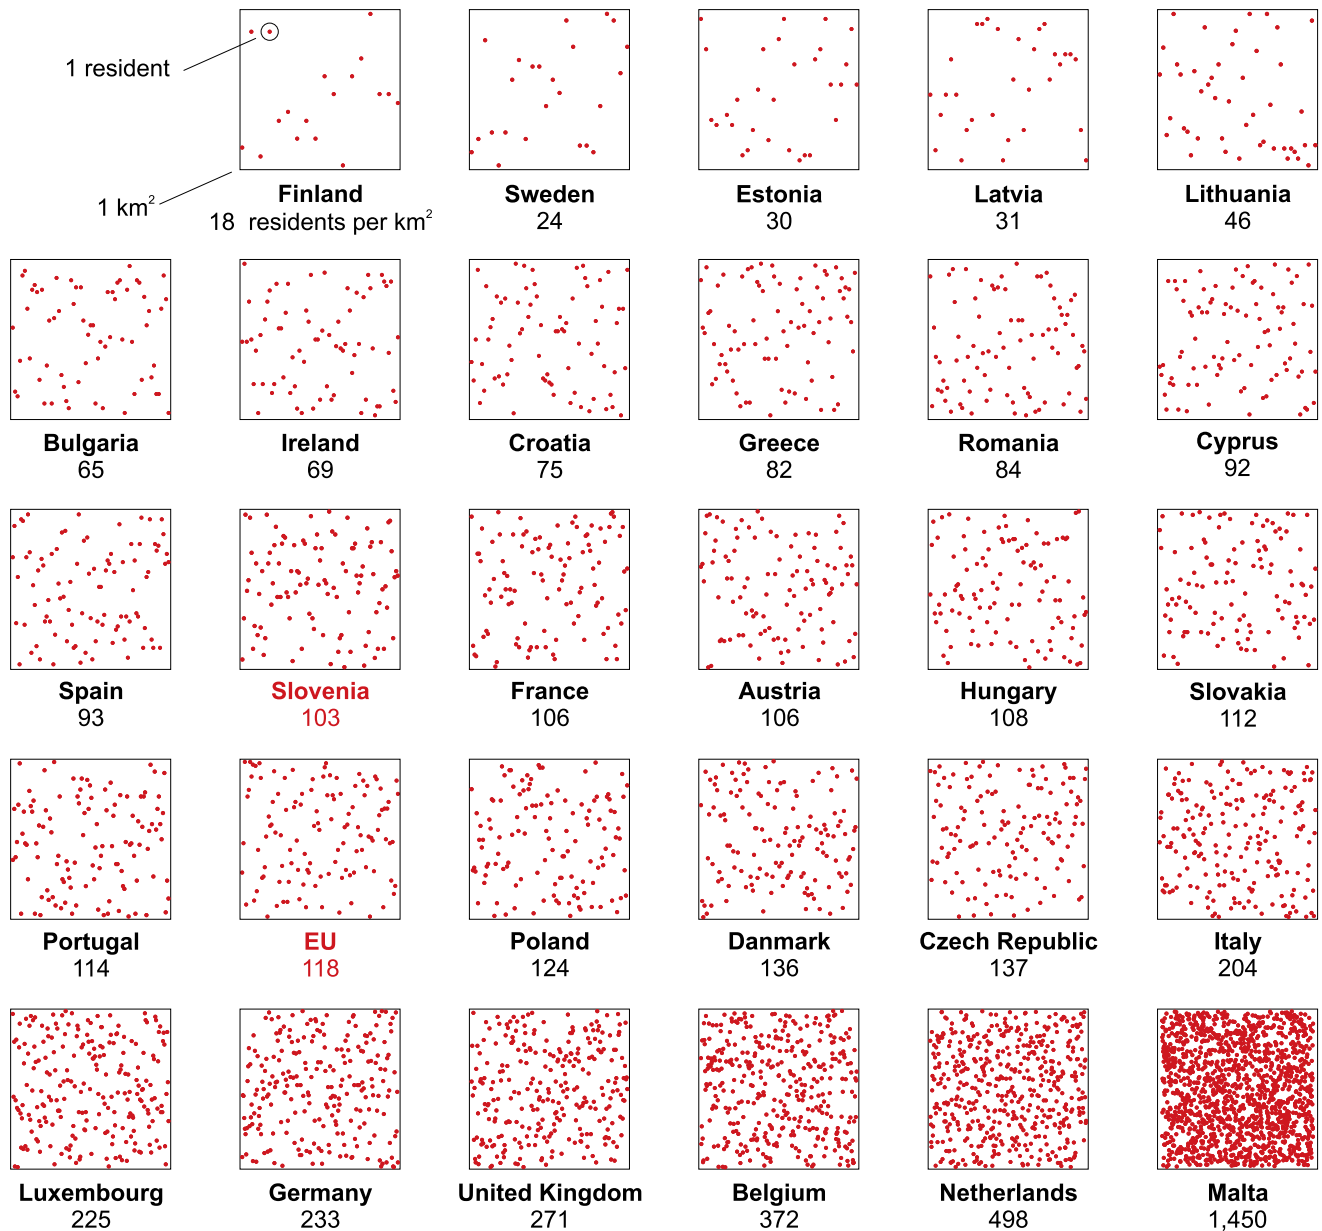 1 resident
1 km²
Finland Sweden Estonia Latvia Lithuania
18 residents per km² 24 30 31 46
Bulgaria Ireland Croatia Greece Romania Cyprus
65 69 75 82 84 92
Spain Slovenia France Austria Hungary Slovakia
93 103 106 106 108 112
Portugal EU Poland Danmark Czech Republic Italy
114 118 124 136 137 204
Luxembourg Germany United Kingdom Belgium Netherlands Malta
225 233 271 372 498 1,450